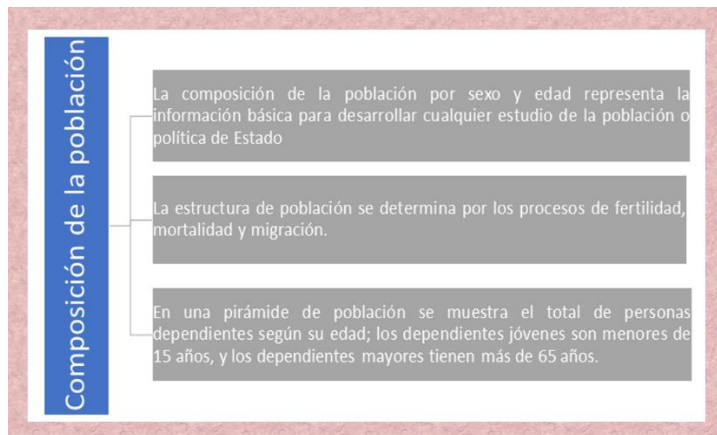 Composición de la población
La composición de la población por sexo y edad representa la
información básica para desarrollar cualquier estudio de la población o
política de Estado
La estructura de población se determina por los procesos de fertilidad,
mortalidad y migración.
En una pirámide de población se muestra el total de personas
dependientes según su edad; los dependientes jóvenes son menores de
15 años, y los dependientes mayores tienen más de 65 años.